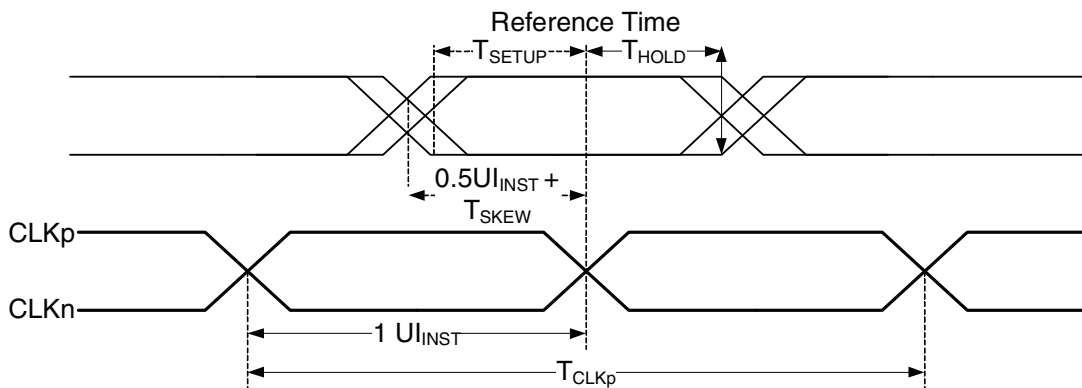 Reference Time
TSETUP
THOLD
0.5UIINST +
TSKEW
CLKp
CLKn
1 UIINST
TCLKp